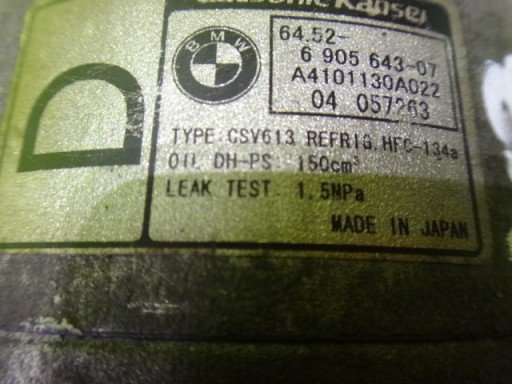 Kansei
BMW
64.52-
6 905 643-07
A4101130A022
04 057263
D
TYPE CSV613 REFRIG. HFC-134a
OIL DH-PS 150cm³
LEAK TEST 1.5MPa
MADE IN JAPAN